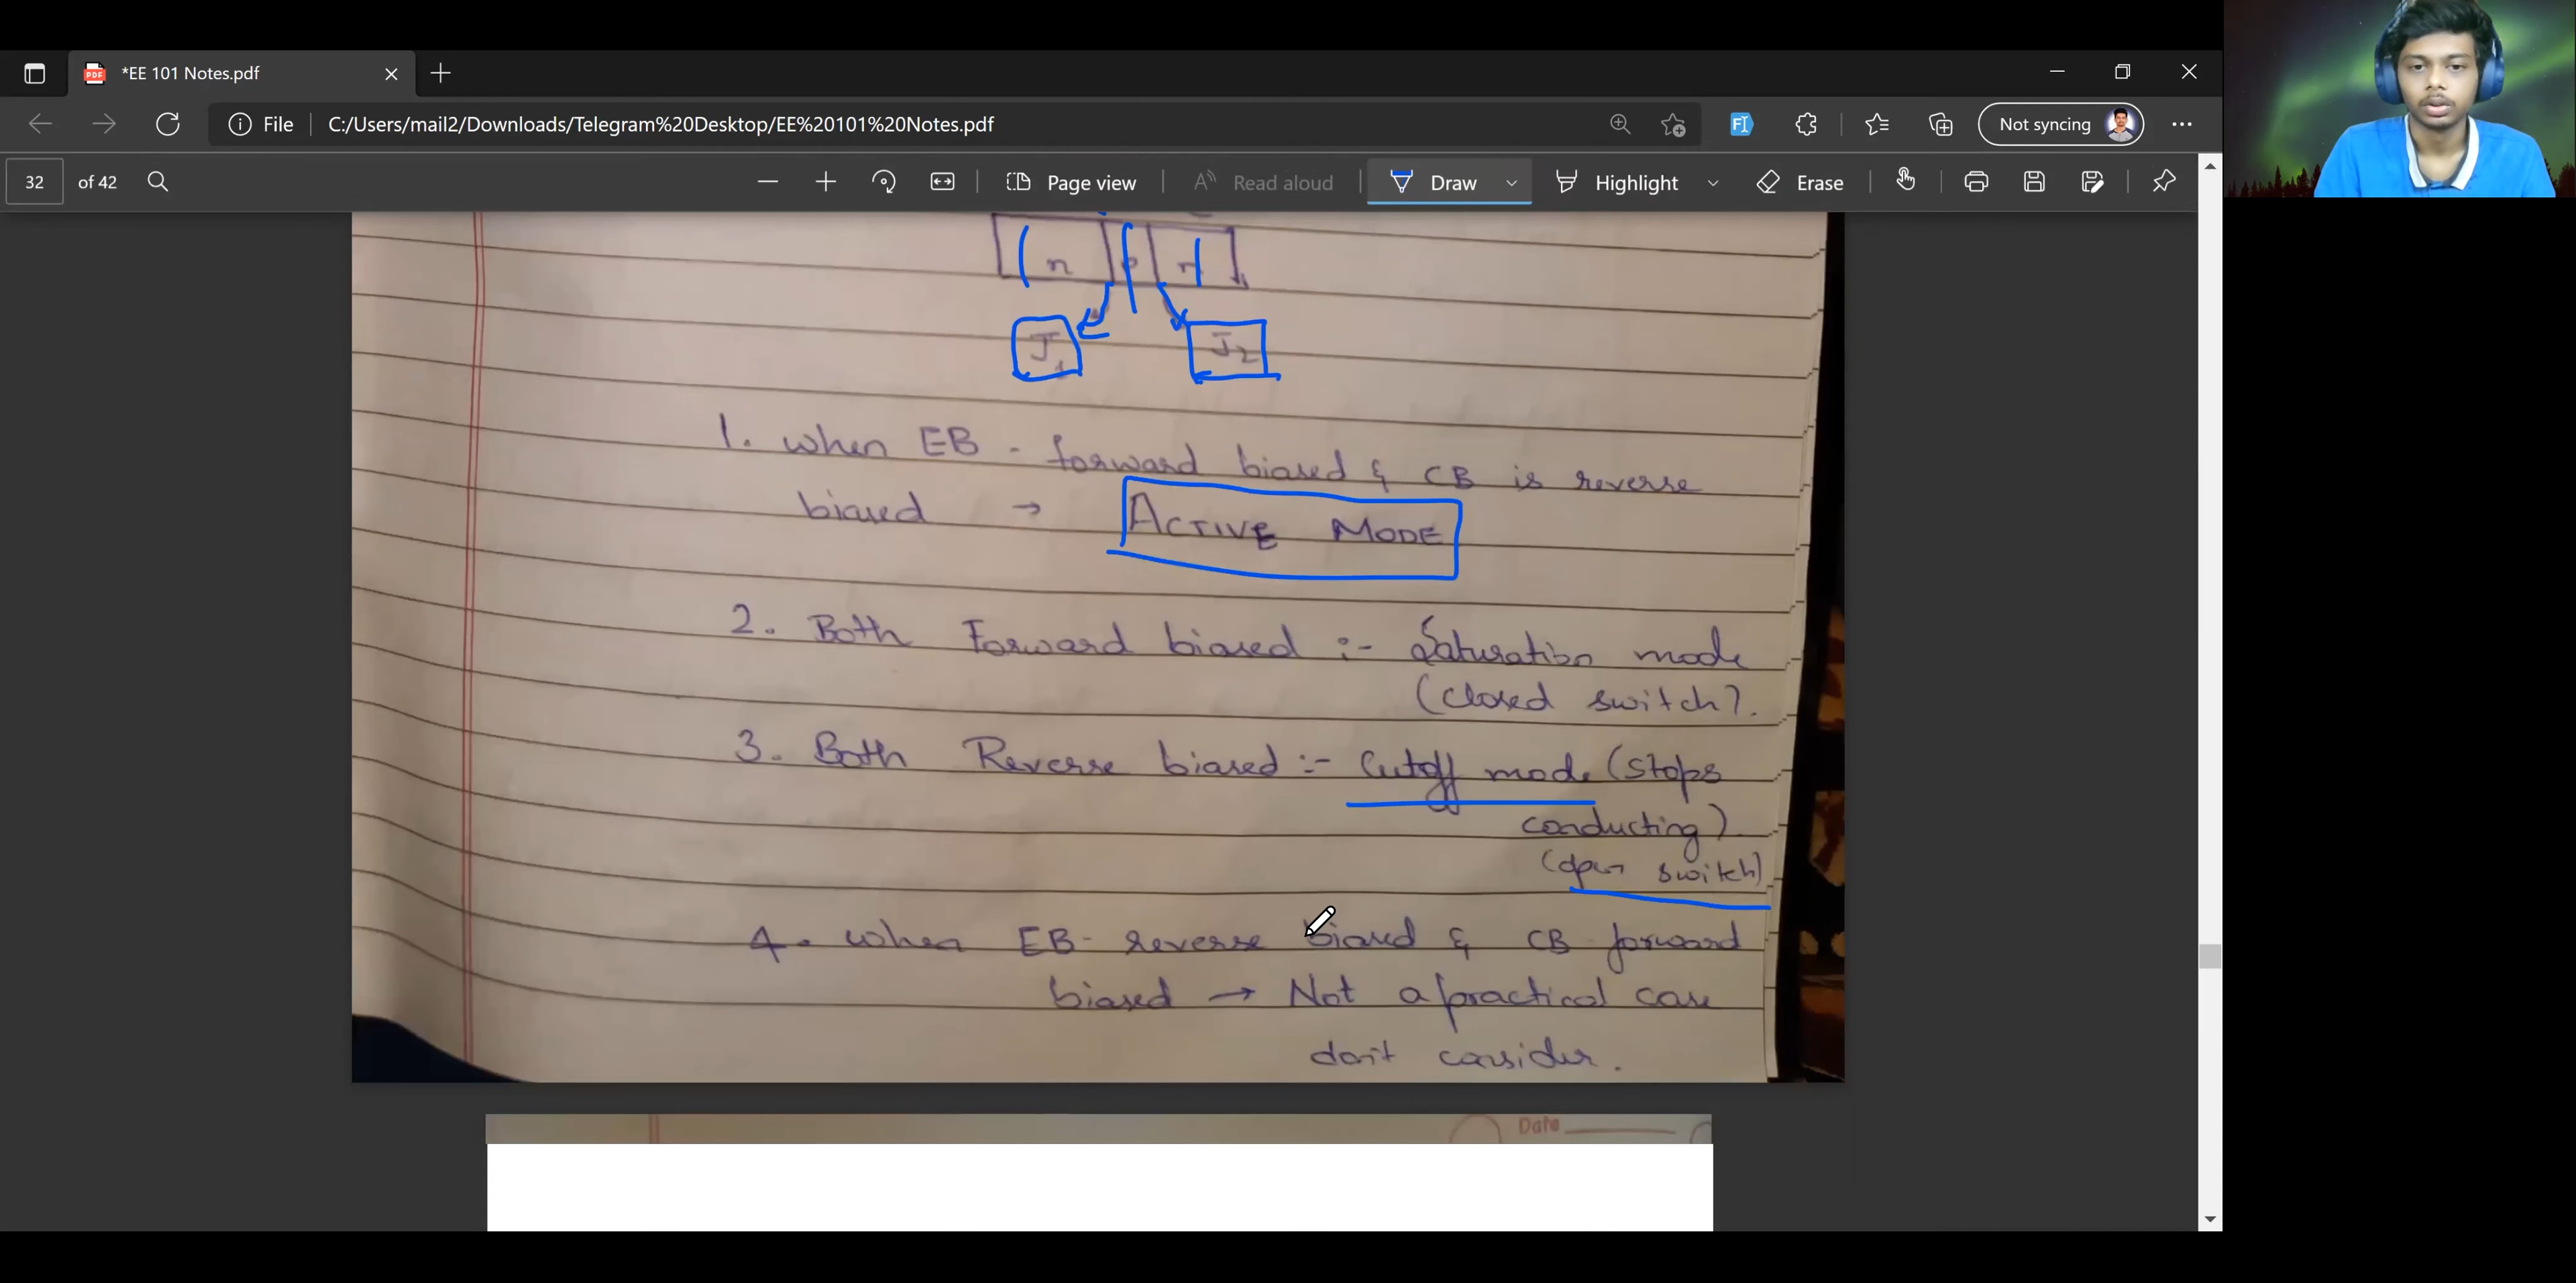 *EE 101 Notes.pdf
File
C:/Users/mail2/Downloads/Telegram%20Desktop/EE%20101%20Notes.pdf
Not syncing
32 of 42
Page view
Read aloud
Draw
Highlight
Erase
n p n
J1 J2
1. when EB - forward biased & CB is reverse
biased → ACTIVE MODE
2. Both Forward biased :- Saturation mode
(closed switch).
3. Both Reverse biased :- Cutoff mode (stops
conducting)
(open switch)
4. when EB- reverse biased & CB forward
biased → Not a practical case
don't consider.
Date